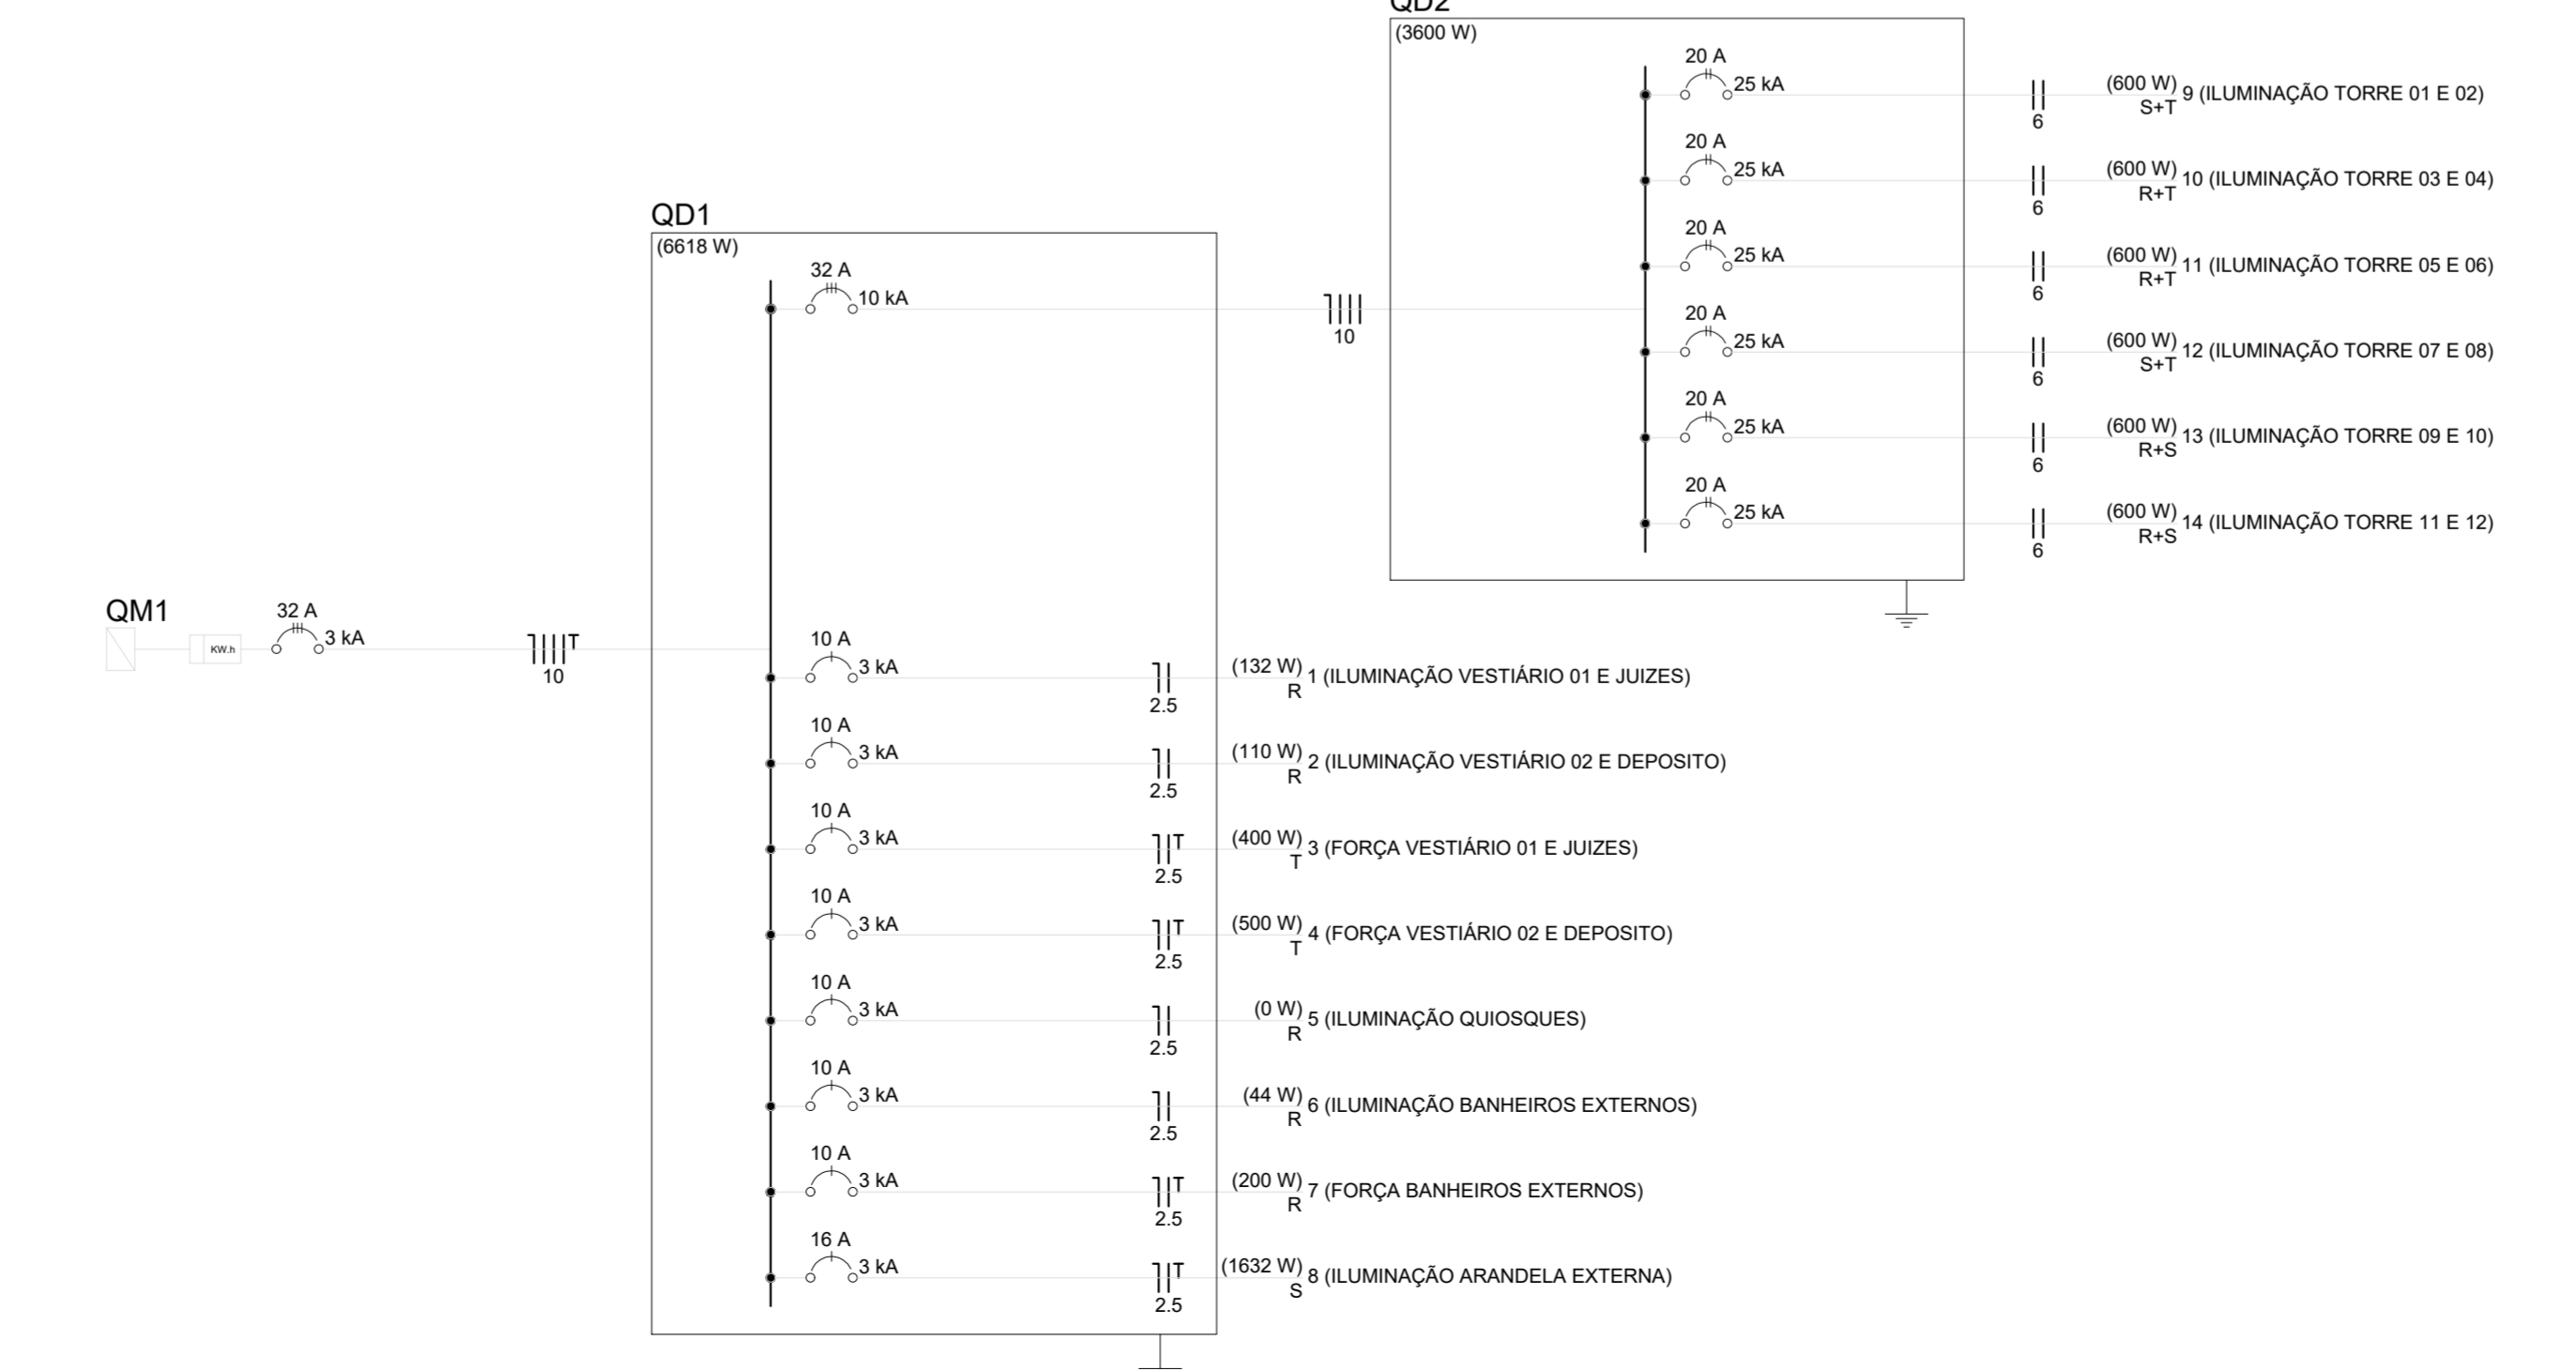 QD2
(3600 W)
20 A
25 kA
(600 W)
S+T
9 (ILUMINAÇÃO TORRE 01 E 02)
6
20 A
25 kA
(600 W)
R+T
10 (ILUMINAÇÃO TORRE 03 E 04)
6
20 A
25 kA
(600 W)
R+T
11 (ILUMINAÇÃO TORRE 05 E 06)
6
20 A
25 kA
(600 W)
S+T
12 (ILUMINAÇÃO TORRE 07 E 08)
6
20 A
25 kA
(600 W)
R+S
13 (ILUMINAÇÃO TORRE 09 E 10)
6
20 A
25 kA
(600 W)
R+S
14 (ILUMINAÇÃO TORRE 11 E 12)
6
QD1
(6618 W)
32 A
10 kA
10
QM1
KW.h
32 A
3 kA
T
10
10 A
3 kA
2.5
(132 W)
R
1 (ILUMINAÇÃO VESTIÁRIO 01 E JUIZES)
10 A
3 kA
2.5
(110 W)
R
2 (ILUMINAÇÃO VESTIÁRIO 02 E DEPOSITO)
10 A
3 kA
T
2.5
(400 W)
T
3 (FORÇA VESTIÁRIO 01 E JUIZES)
10 A
3 kA
T
2.5
(500 W)
T
4 (FORÇA VESTIÁRIO 02 E DEPOSITO)
10 A
3 kA
2.5
(0 W)
R
5 (ILUMINAÇÃO QUIOSQUES)
10 A
3 kA
2.5
(44 W)
R
6 (ILUMINAÇÃO BANHEIROS EXTERNOS)
10 A
3 kA
T
2.5
(200 W)
R
7 (FORÇA BANHEIROS EXTERNOS)
16 A
3 kA
T
2.5
(1632 W)
S
8 (ILUMINAÇÃO ARANDELA EXTERNA)